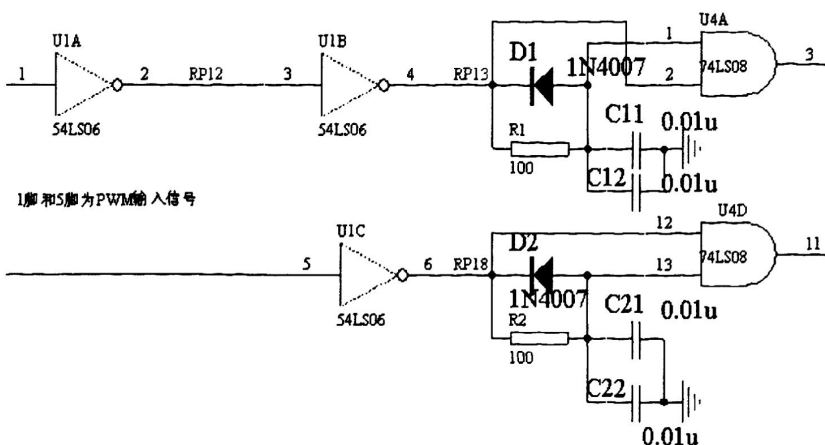 U1A
1
2
RP12
54LS06
U1B
3
4
RP13
54LS06
D1
1N4007
R1
100
C11
0.01u
C12
0.01u
U4A
1
2
3
74LS08
1脚和5脚为PWM输入信号
U1C
5
6
RP18
54LS06
D2
1N4007
R2
100
C21
0.01u
C22
0.01u
U4D
12
13
11
74LS08